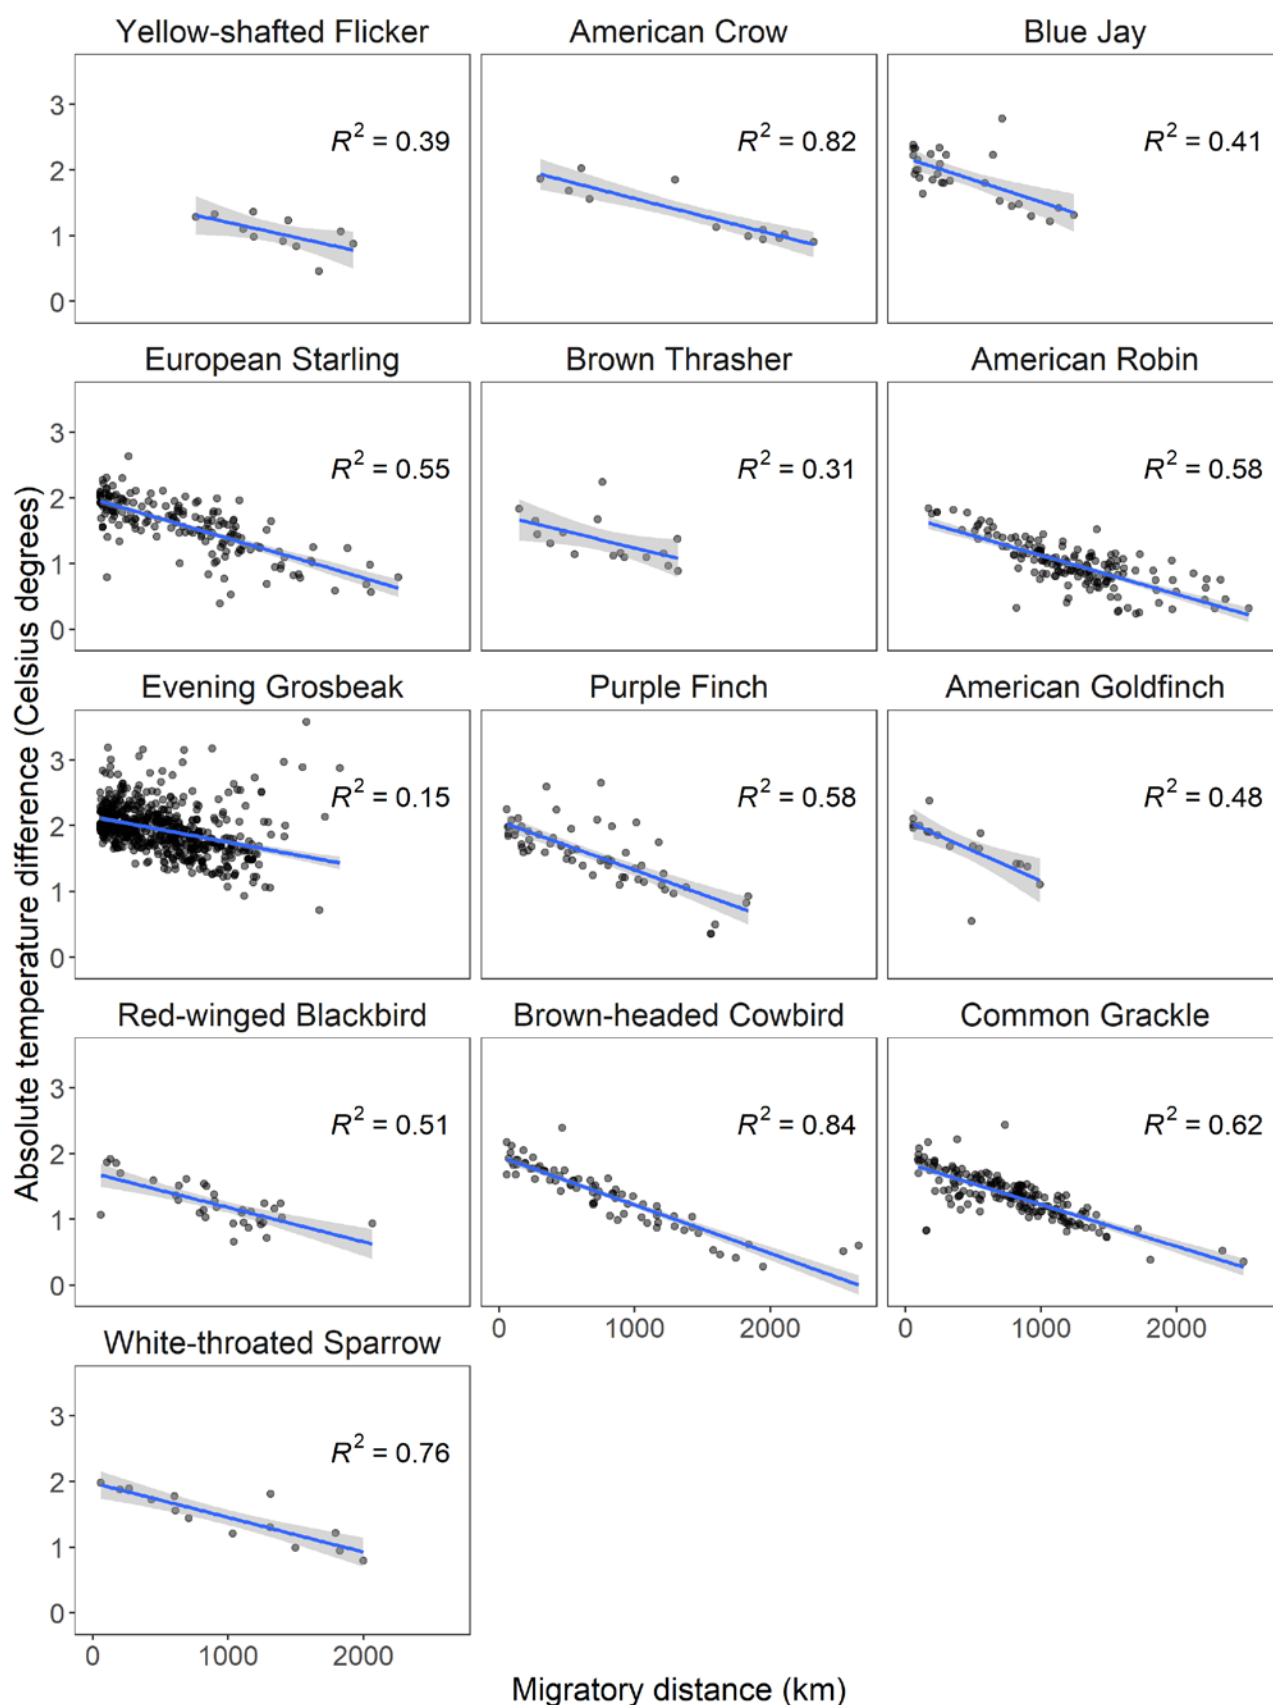 Yellow-shafted Flicker American Crow Blue Jay
3
R² = 0.39 R² = 0.82 R² = 0.41
2
1
0
European Starling Brown Thrasher American Robin
3
R² = 0.55 R² = 0.31 R² = 0.58
2
1
0
Evening Grosbeak Purple Finch American Goldfinch
3
R² = 0.15 R² = 0.58 R² = 0.48
2
1
0
Absolute temperature difference (Celsius degrees)
Red-winged Blackbird Brown-headed Cowbird Common Grackle
3
R² = 0.51 R² = 0.84 R² = 0.62
2
1
0
0 1000 2000 0 1000 2000
White-throated Sparrow
3
R² = 0.76
2
1
0
0 1000 2000
Migratory distance (km)